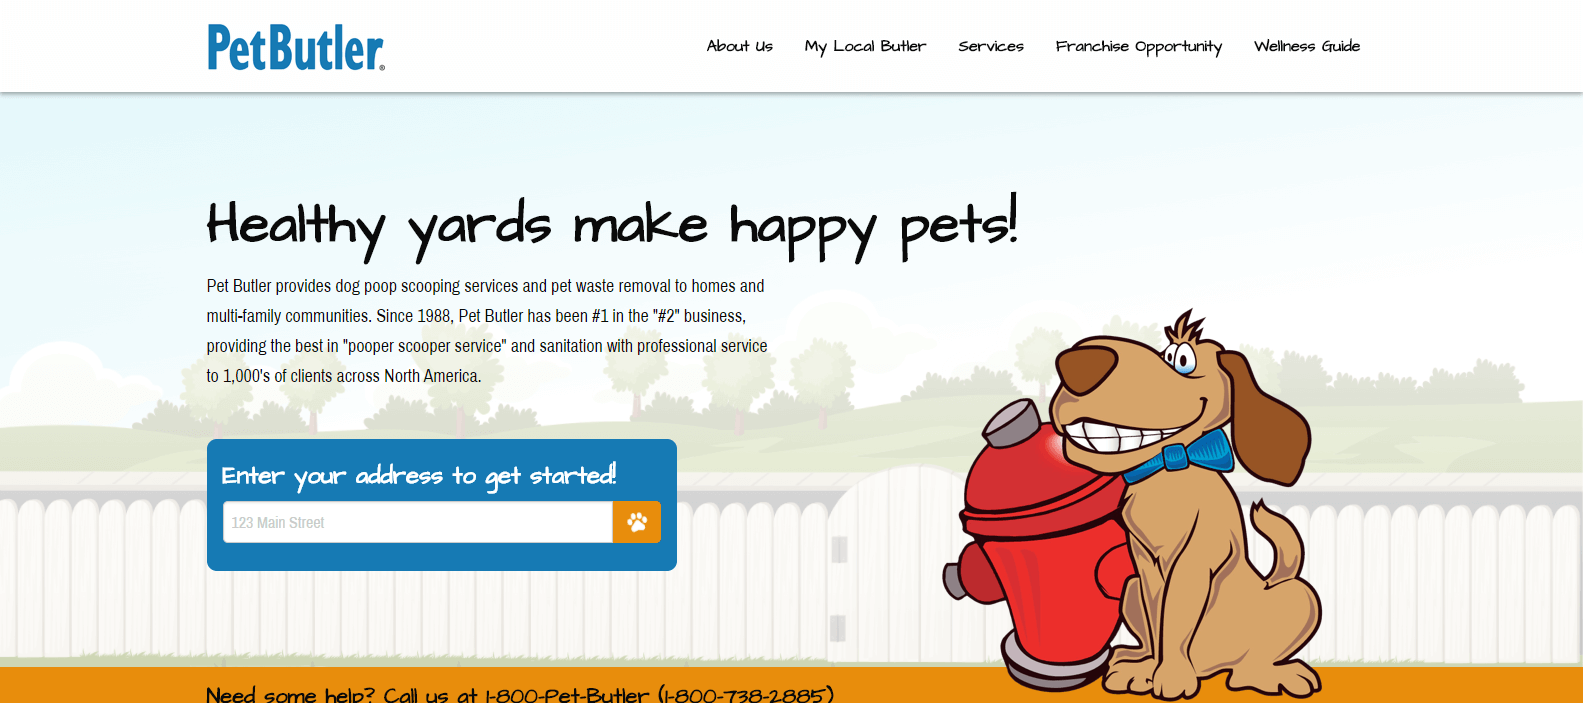 PetButler®
About Us
My Local Butler
Services
Franchise Opportunity
Wellness Guide
Healthy yards make happy pets!
Pet Butler provides dog poop scooping services and pet waste removal to homes and
multi-family communities. Since 1988, Pet Butler has been #1 in the "#2" business,
providing the best in "pooper scooper service" and sanitation with professional service
to 1,000's of clients across North America.
Enter your address to get started!
123 Main Street
Need some help? Call us at 1-800-Pet-Butler (1-800-738-2885)